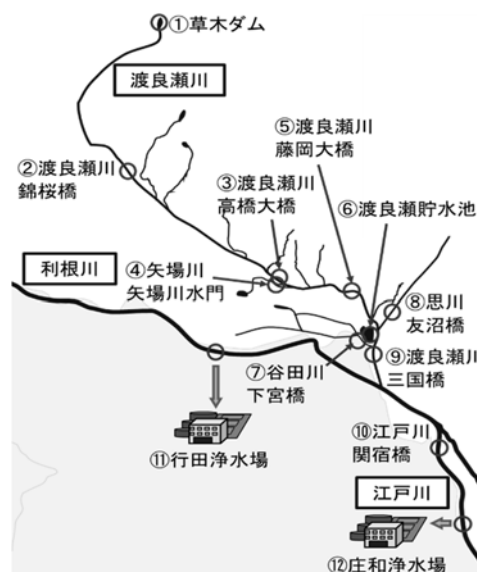 ①草木ダム
渡良瀬川
②渡良瀬川
錦桜橋
③渡良瀬川
高橋大橋
④矢場川
矢場川水門
⑤渡良瀬川
藤岡大橋
⑥渡良瀬貯水池
利根川
⑦谷田川
下宮橋
⑧思川
友沼橋
⑨渡良瀬川
三国橋
⑩江戸川
関宿橋
⑪行田浄水場
江戸川
⑫庄和浄水場